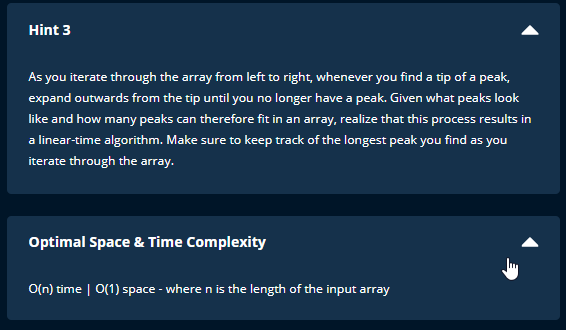 Hint 3
As you iterate through the array from left to right, whenever you find a tip of a peak,
expand outwards from the tip until you no longer have a peak. Given what peaks look
like and how many peaks can therefore fit in an array, realize that this process results in
a linear-time algorithm. Make sure to keep track of the longest peak you find as you
iterate through the array.
Optimal Space & Time Complexity
O(n) time | O(1) space - where n is the length of the input array